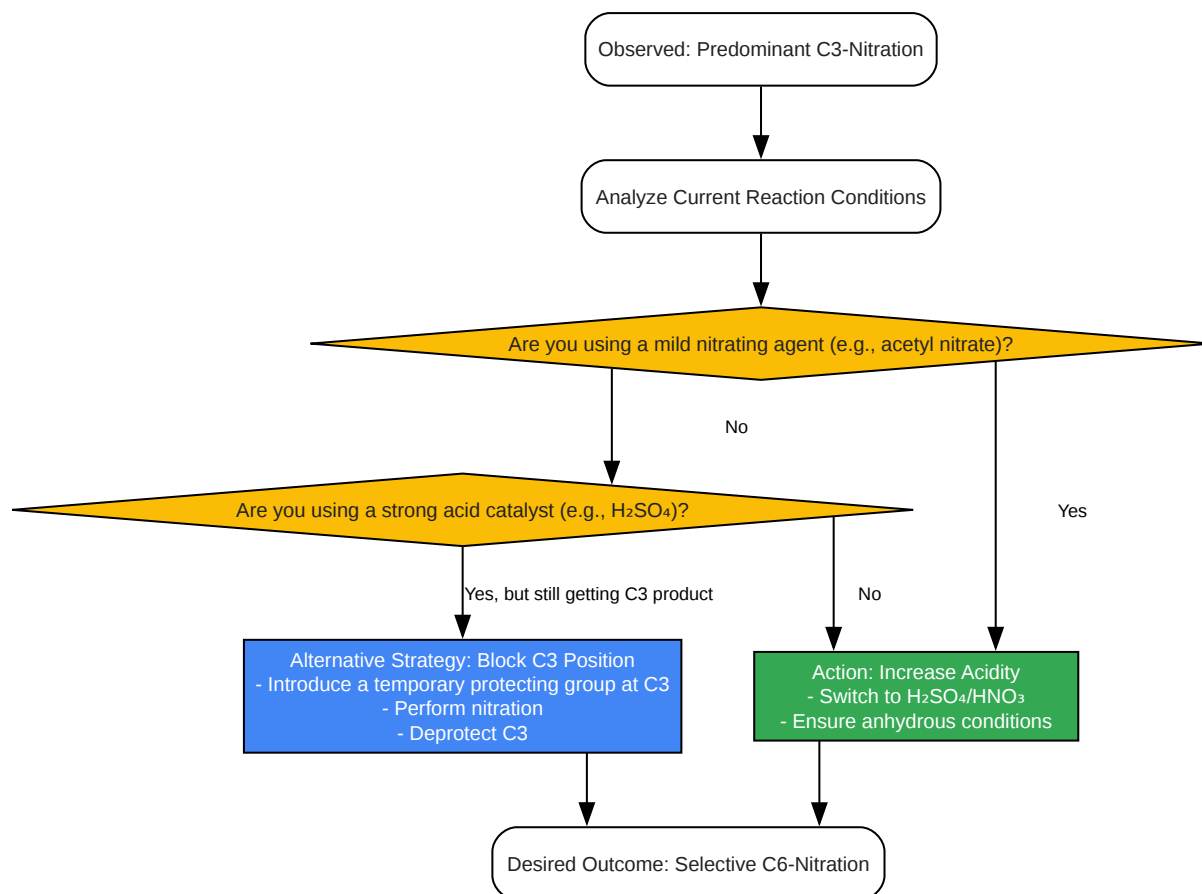 Observed: Predominant C3-Nitration
Analyze Current Reaction Conditions
Are you using a mild nitrating agent (e.g., acetyl nitrate)?
No
Are you using a strong acid catalyst (e.g., H₂SO₄)?
Yes
Yes, but still getting C3 product
No
Alternative Strategy: Block C3 Position
- Introduce a temporary protecting group at C3
- Perform nitration
- Deprotect C3
Action: Increase Acidity
- Switch to H₂SO₄/HNO₃
- Ensure anhydrous conditions
Desired Outcome: Selective C6-Nitration